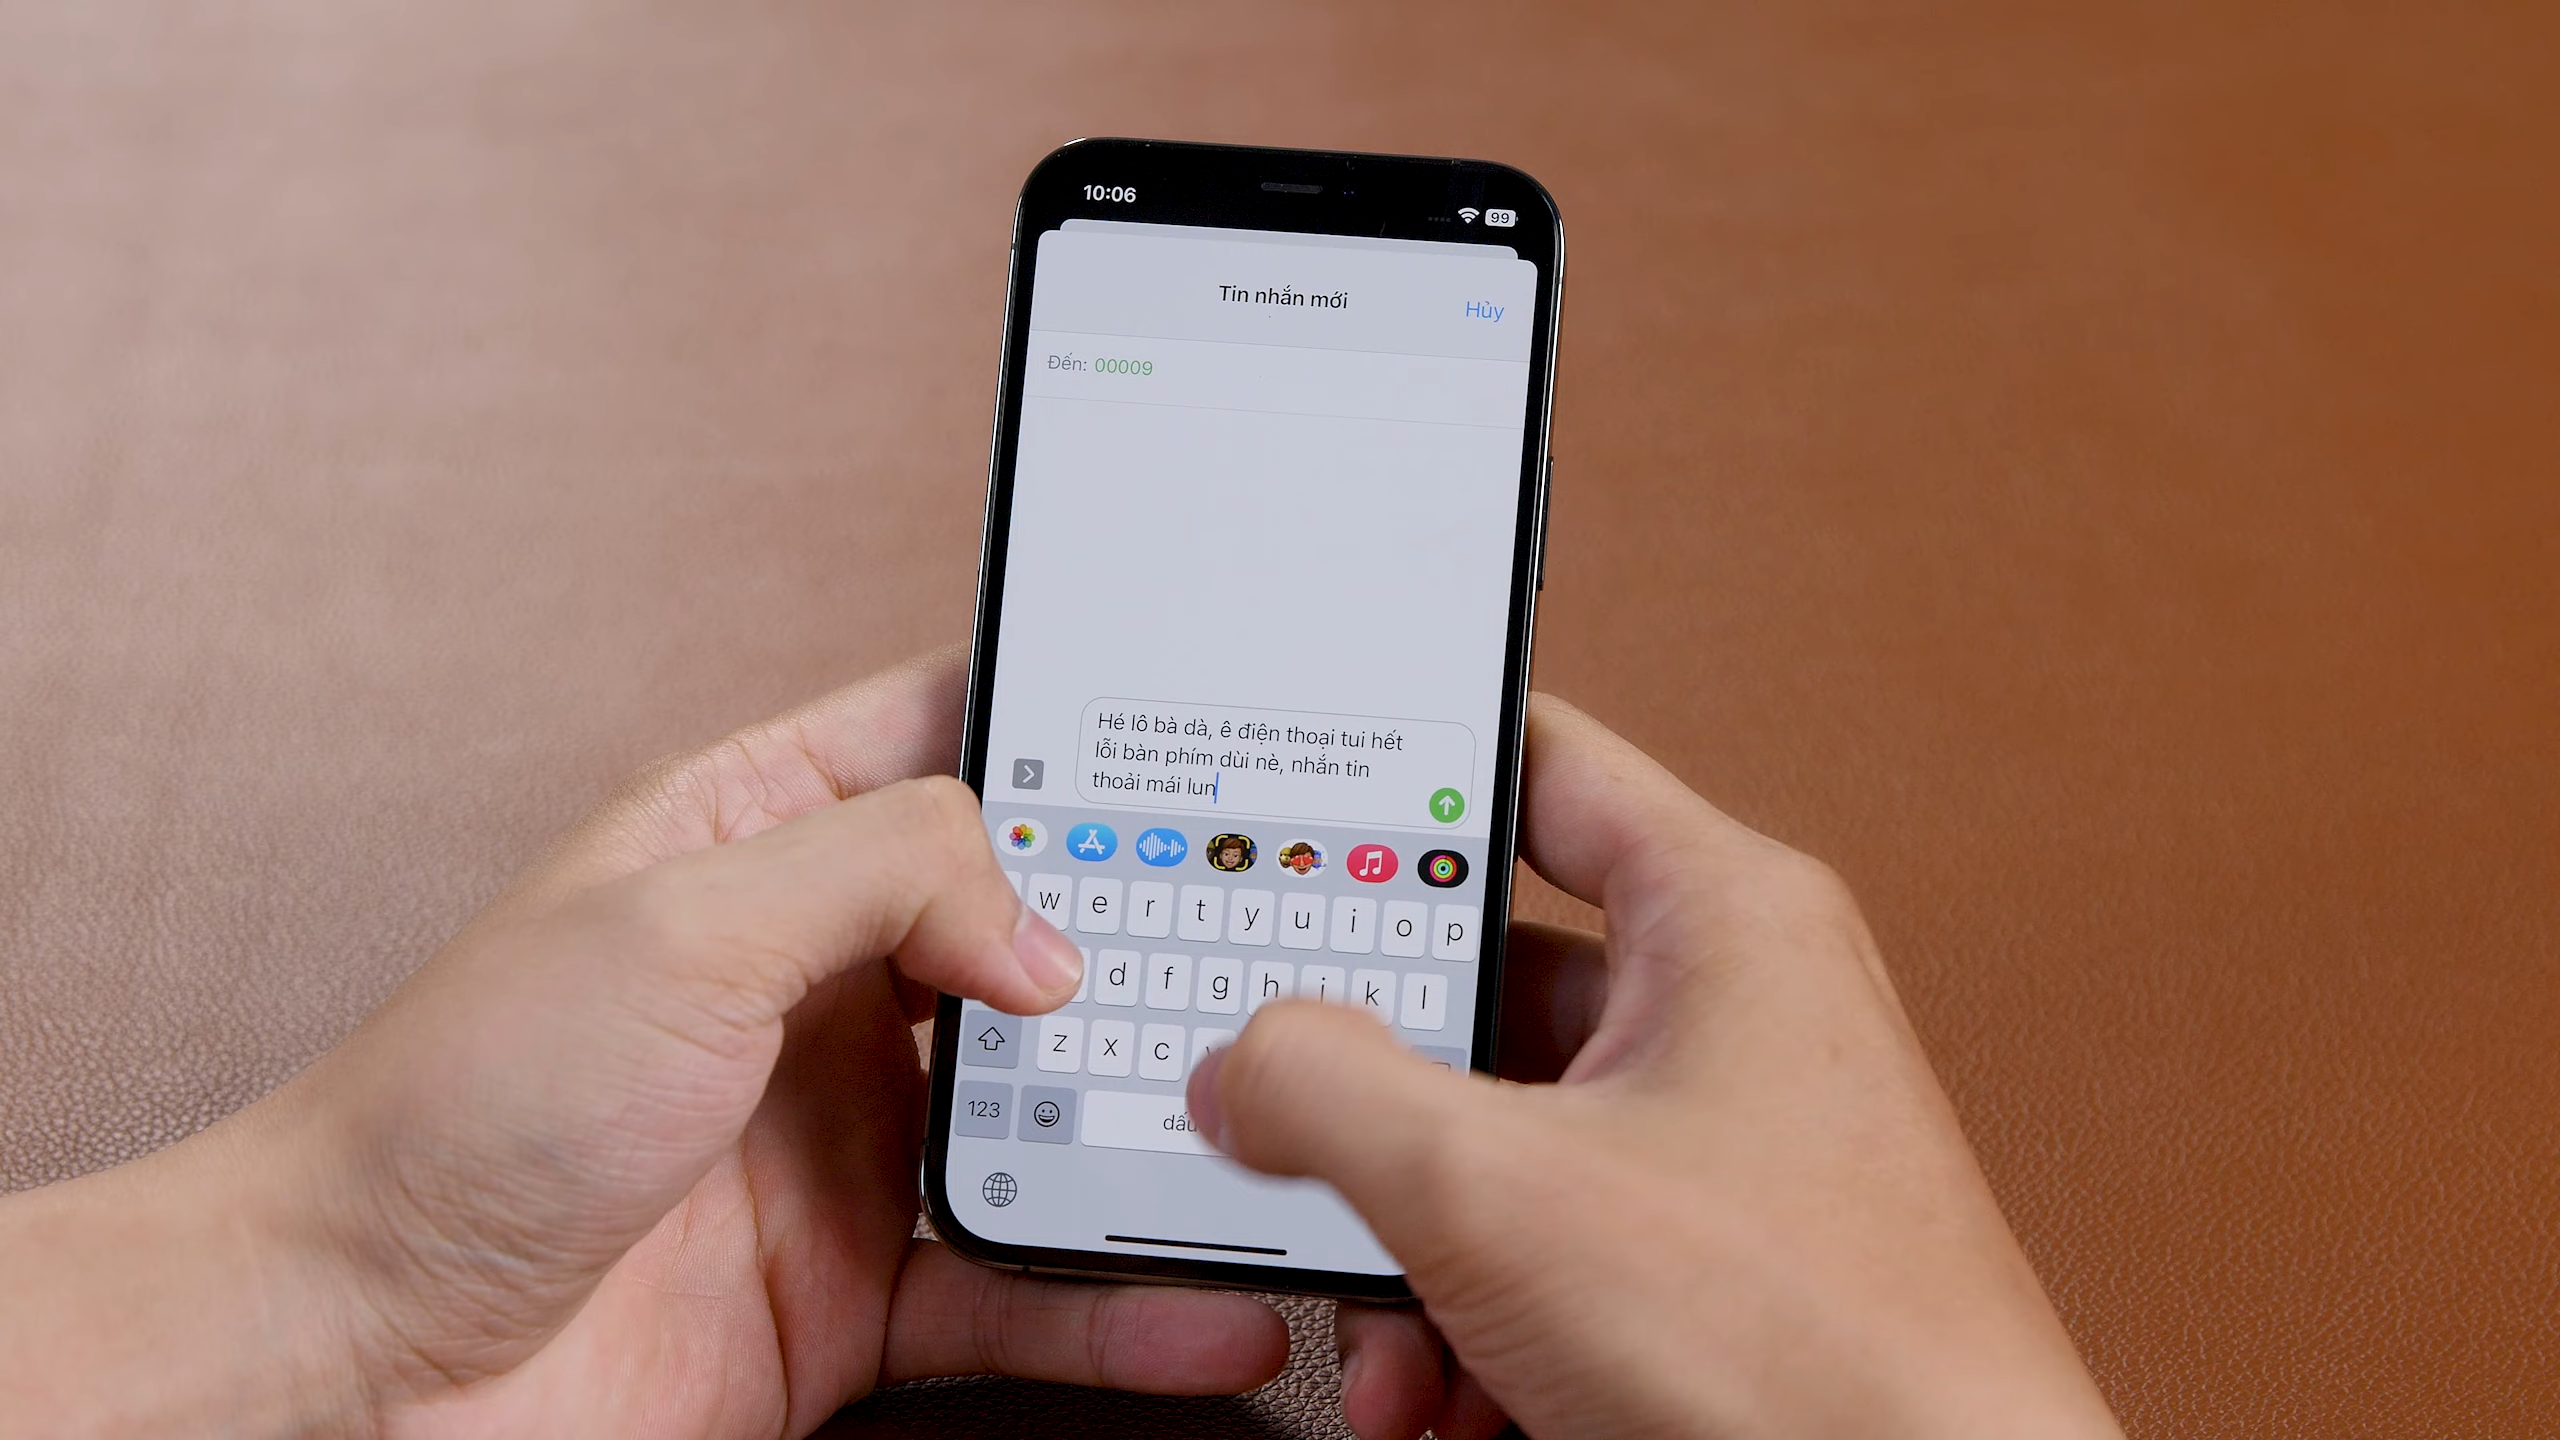 10:06
99
Tin nhắn mới
Hủy
Đến: 00009
Hé lô bà dà, ê điện thoại tui hết
lỗi bàn phím dùi nè, nhắn tin
thoải mái lun
w e r t y u i o p
d f g h j k l
z x c v
123